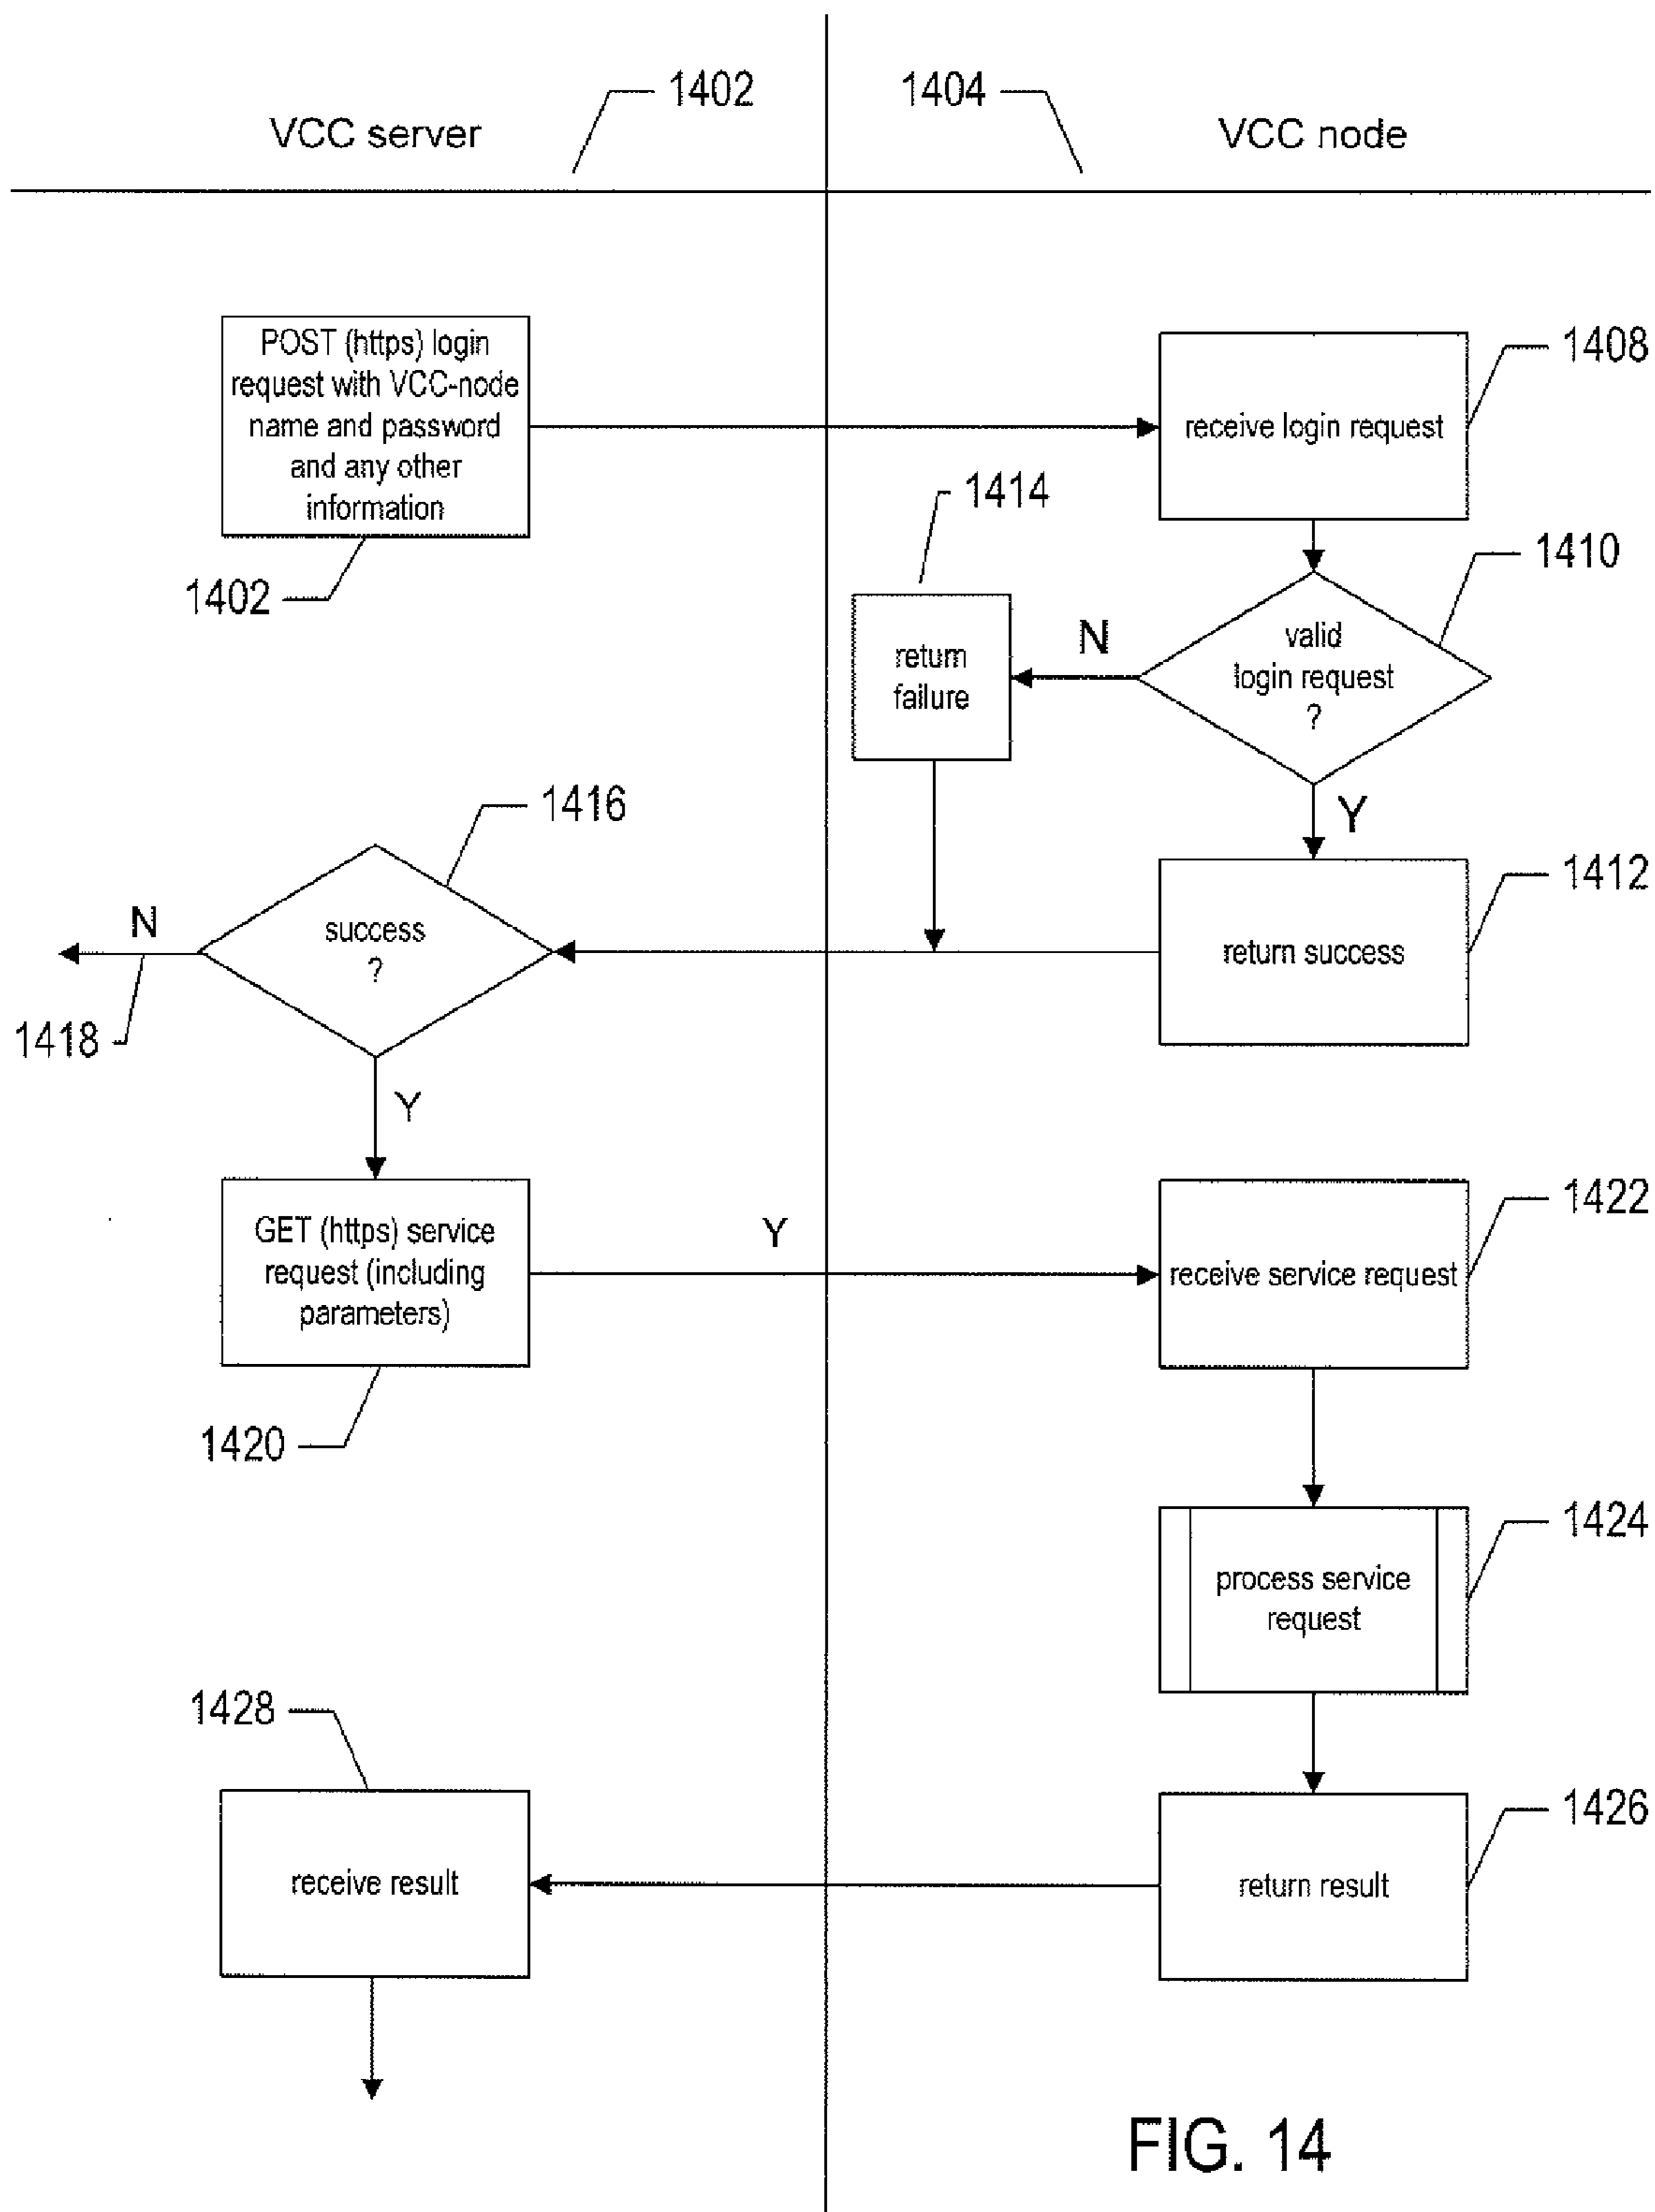 1402
1404
VCC server
VCC node
POST (https) login
request with VCC-node
name and password
and any other
information
1402
receive login request
1408
1414
1410
valid
login request
?
N
return
failure
Y
1416
1412
success
?
N
return success
1418
Y
GET (https) service
request (including
parameters)
Y
1422
receive service request
1420
1424
process service
request
1428
1426
receive result
return result
FIG. 14